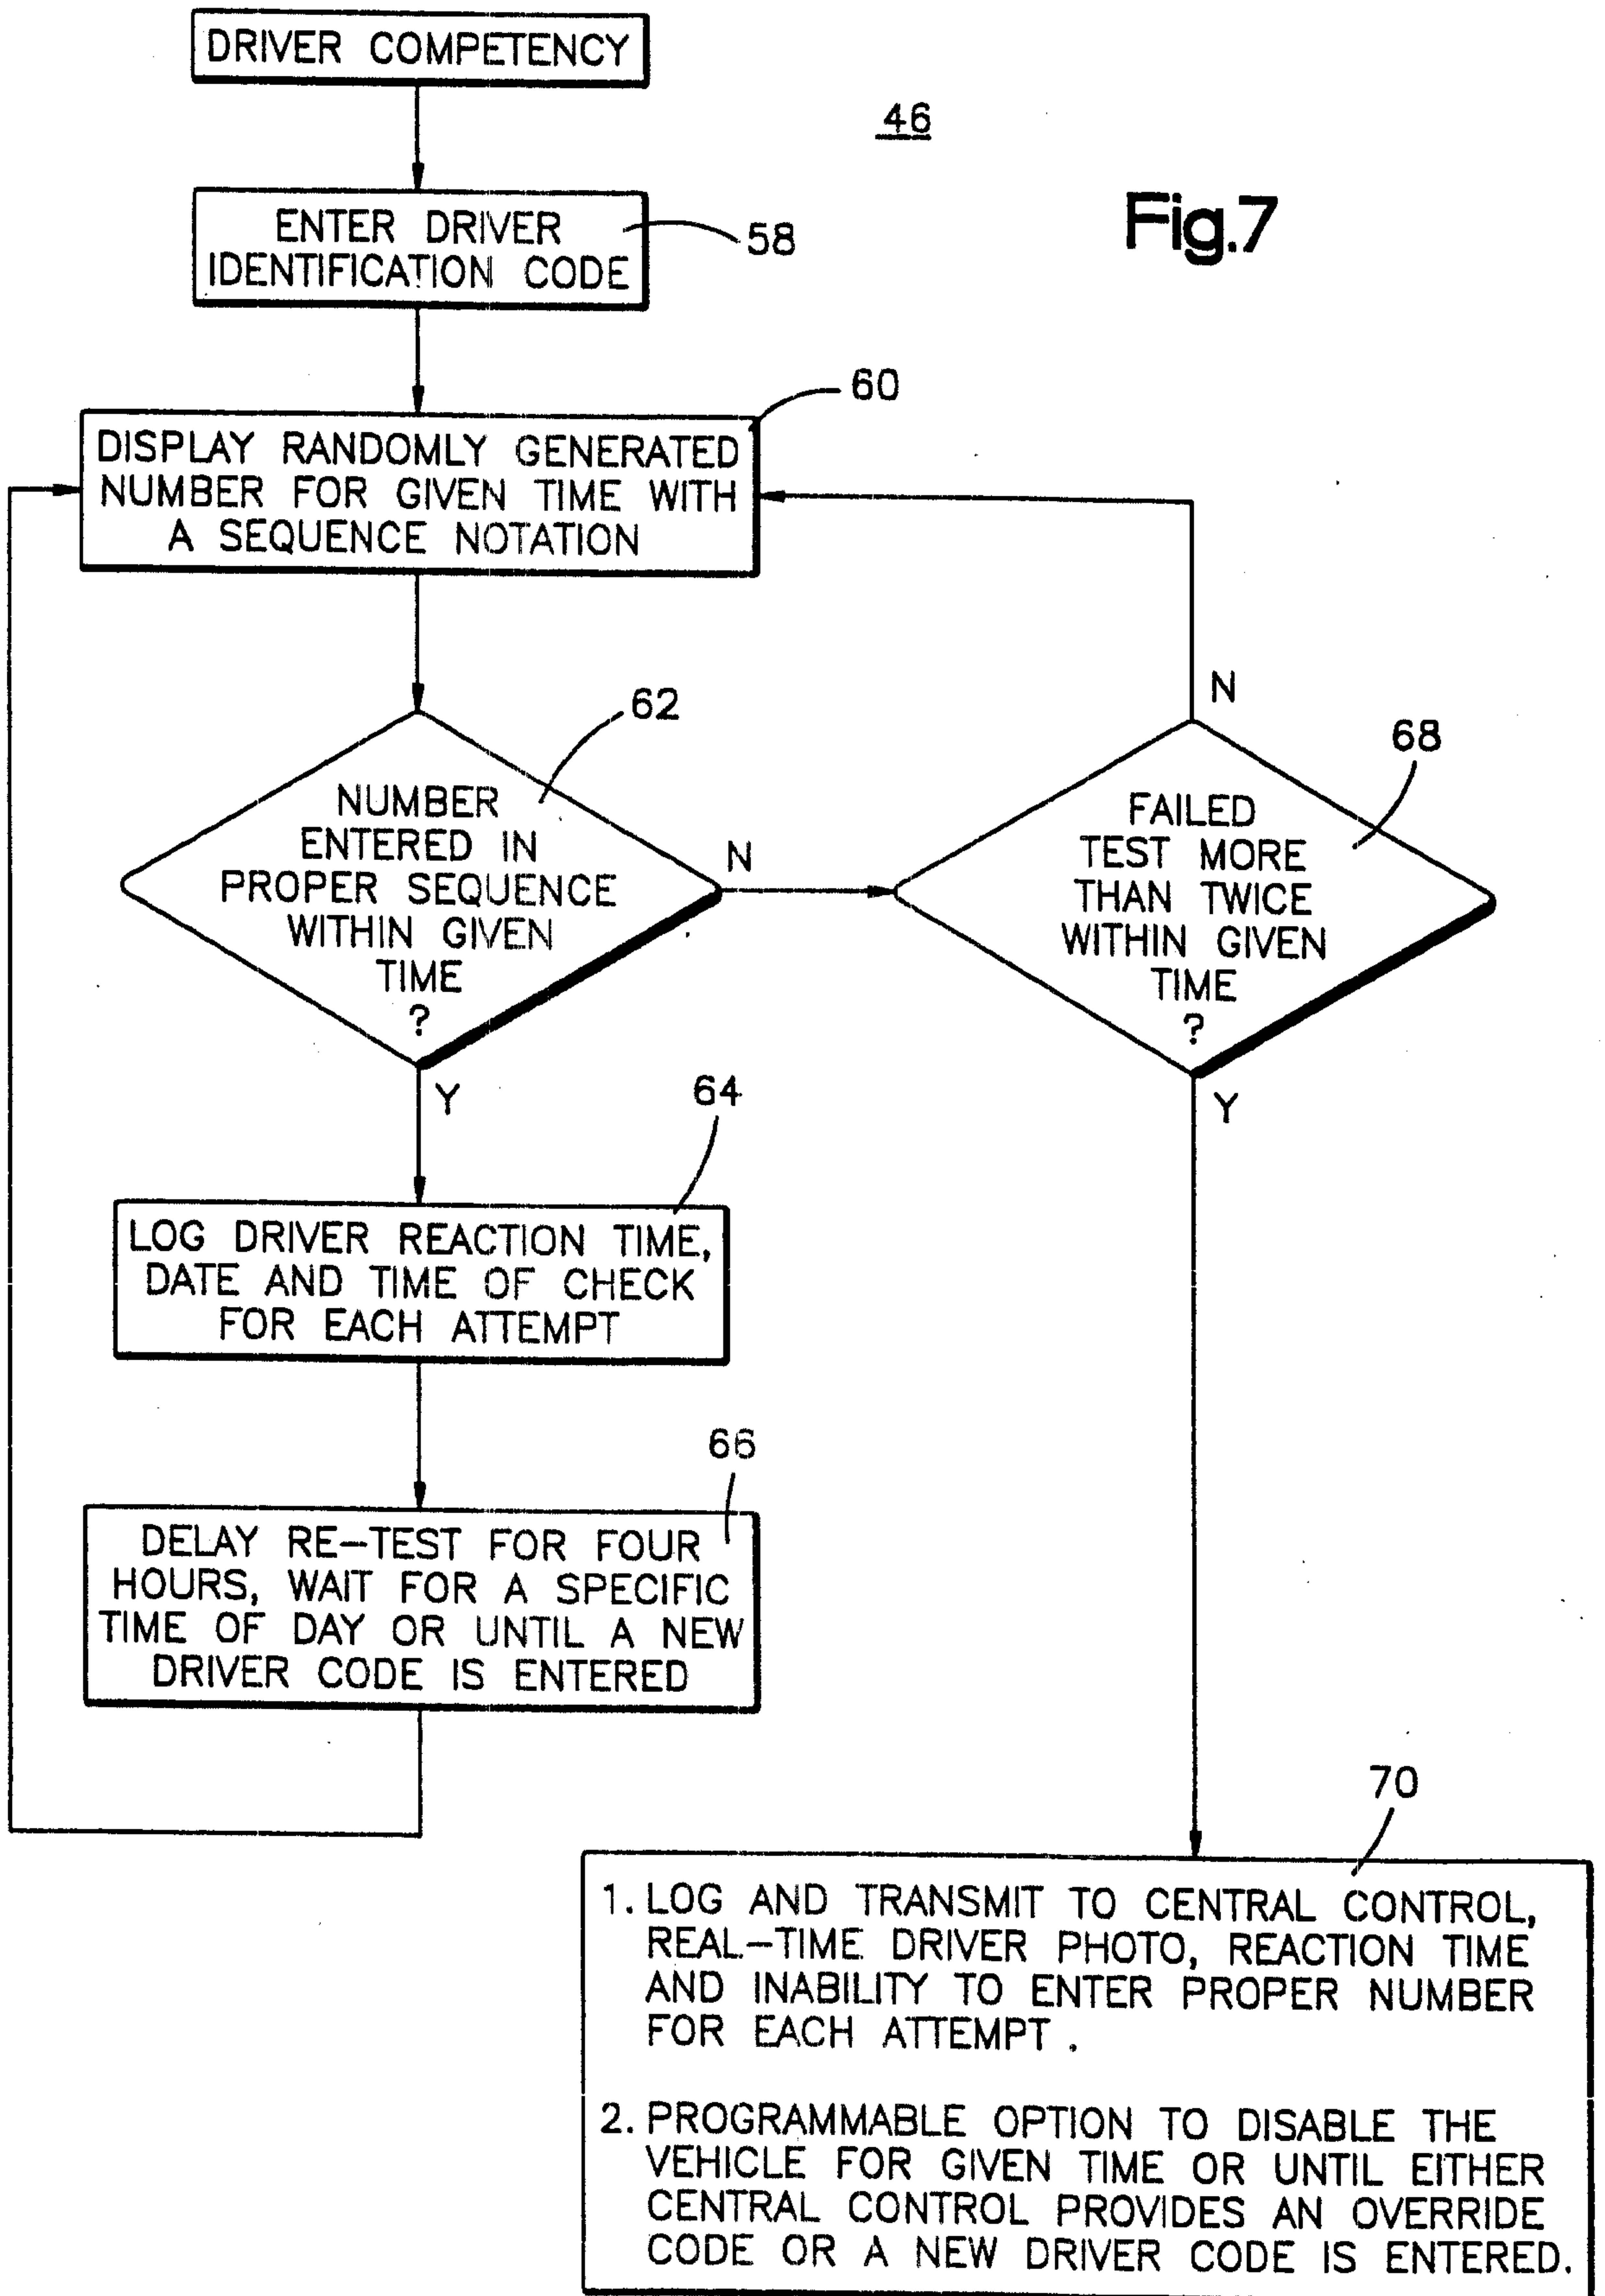 DRIVER COMPETENCY
46
Fig.7
ENTER DRIVER
IDENTIFICATION CODE
58
60
DISPLAY RANDOMLY GENERATED
NUMBER FOR GIVEN TIME WITH
A SEQUENCE NOTATION
62
NUMBER
ENTERED IN
PROPER SEQUENCE
WITHIN GIVEN
TIME
?
N
Y
N
68
FAILED
TEST MORE
THAN TWICE
WITHIN GIVEN
TIME
?
Y
64
LOG DRIVER REACTION TIME,
DATE AND TIME OF CHECK
FOR EACH ATTEMPT
66
DELAY RE-TEST FOR FOUR
HOURS, WAIT FOR A SPECIFIC
TIME OF DAY OR UNTIL A NEW
DRIVER CODE IS ENTERED
70
1. LOG AND TRANSMIT TO CENTRAL CONTROL,
REAL-TIME DRIVER PHOTO, REACTION TIME
AND INABILITY TO ENTER PROPER NUMBER
FOR EACH ATTEMPT.
2. PROGRAMMABLE OPTION TO DISABLE THE
VEHICLE FOR GIVEN TIME OR UNTIL EITHER
CENTRAL CONTROL PROVIDES AN OVERRIDE
CODE OR A NEW DRIVER CODE IS ENTERED.